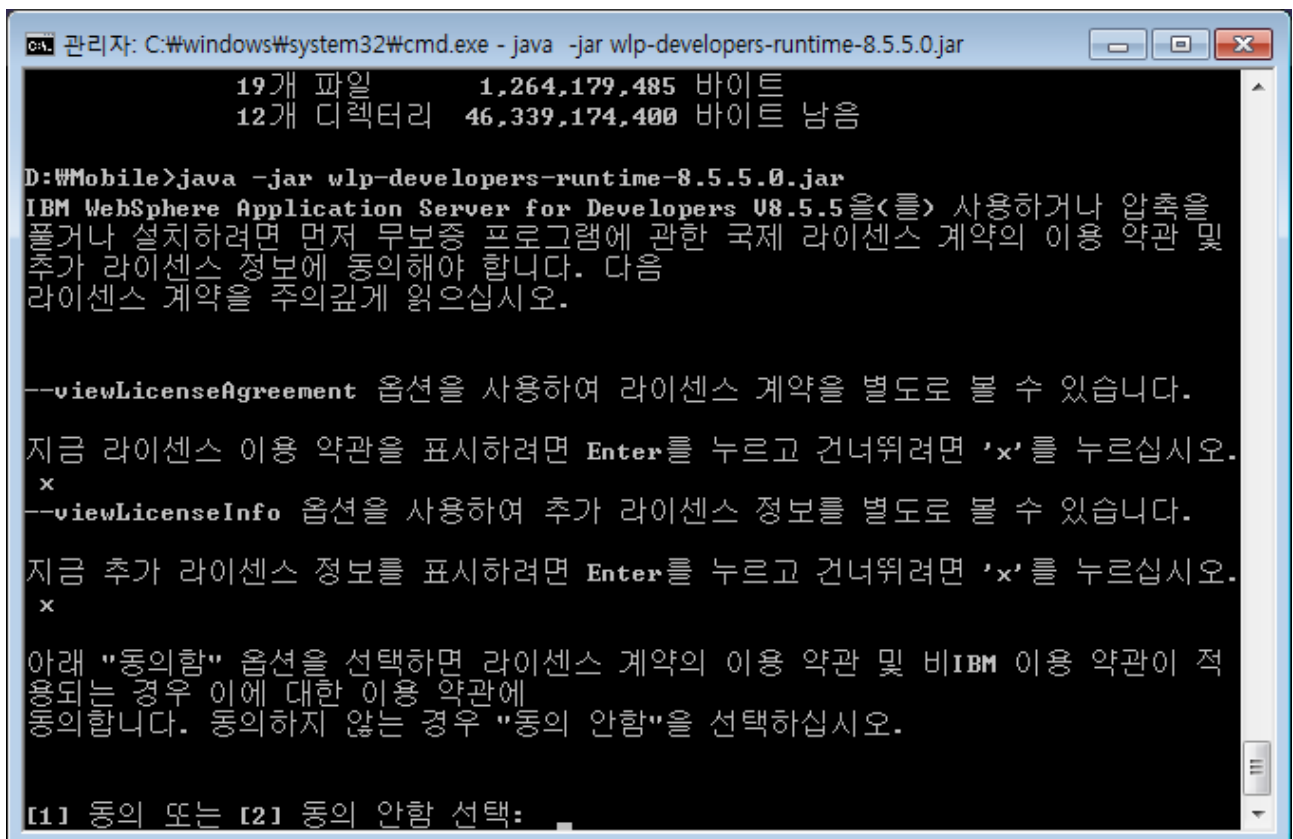 관리자: C:₩windows₩system32₩cmd.exe - java -jar wlp-developers-runtime-8.5.5.0.jar
19개 파일 1,264,179,485 바이트
12개 디렉터리 46,339,174,400 바이트 남음
D:₩Mobile>java -jar wlp-developers-runtime-8.5.5.0.jar
IBM WebSphere Application Server for Developers V8.5.5을(를) 사용하거나 압축을
풀거나 설치하려면 먼저 무보증 프로그램에 관한 국제 라이센스 계약의 이용 약관 및
추가 라이센스 정보에 동의해야 합니다. 다음
라이센스 계약을 주의깊게 읽으십시오.
--viewLicenseAgreement 옵션을 사용하여 라이센스 계약을 별도로 볼 수 있습니다.
지금 라이센스 이용 약관을 표시하려면 Enter를 누르고 건너뛰려면 'x'를 누르십시오.
x
--viewLicenseInfo 옵션을 사용하여 추가 라이센스 정보를 별도로 볼 수 있습니다.
지금 추가 라이센스 정보를 표시하려면 Enter를 누르고 건너뛰려면 'x'를 누르십시오.
x
아래 "동의함" 옵션을 선택하면 라이센스 계약의 이용 약관 및 비IBM 이용 약관이 적
용되는 경우 이에 대한 이용 약관에
동의합니다. 동의하지 않는 경우 "동의 안함"을 선택하십시오.
[1] 동의 또는 [2] 동의 안함 선택: _